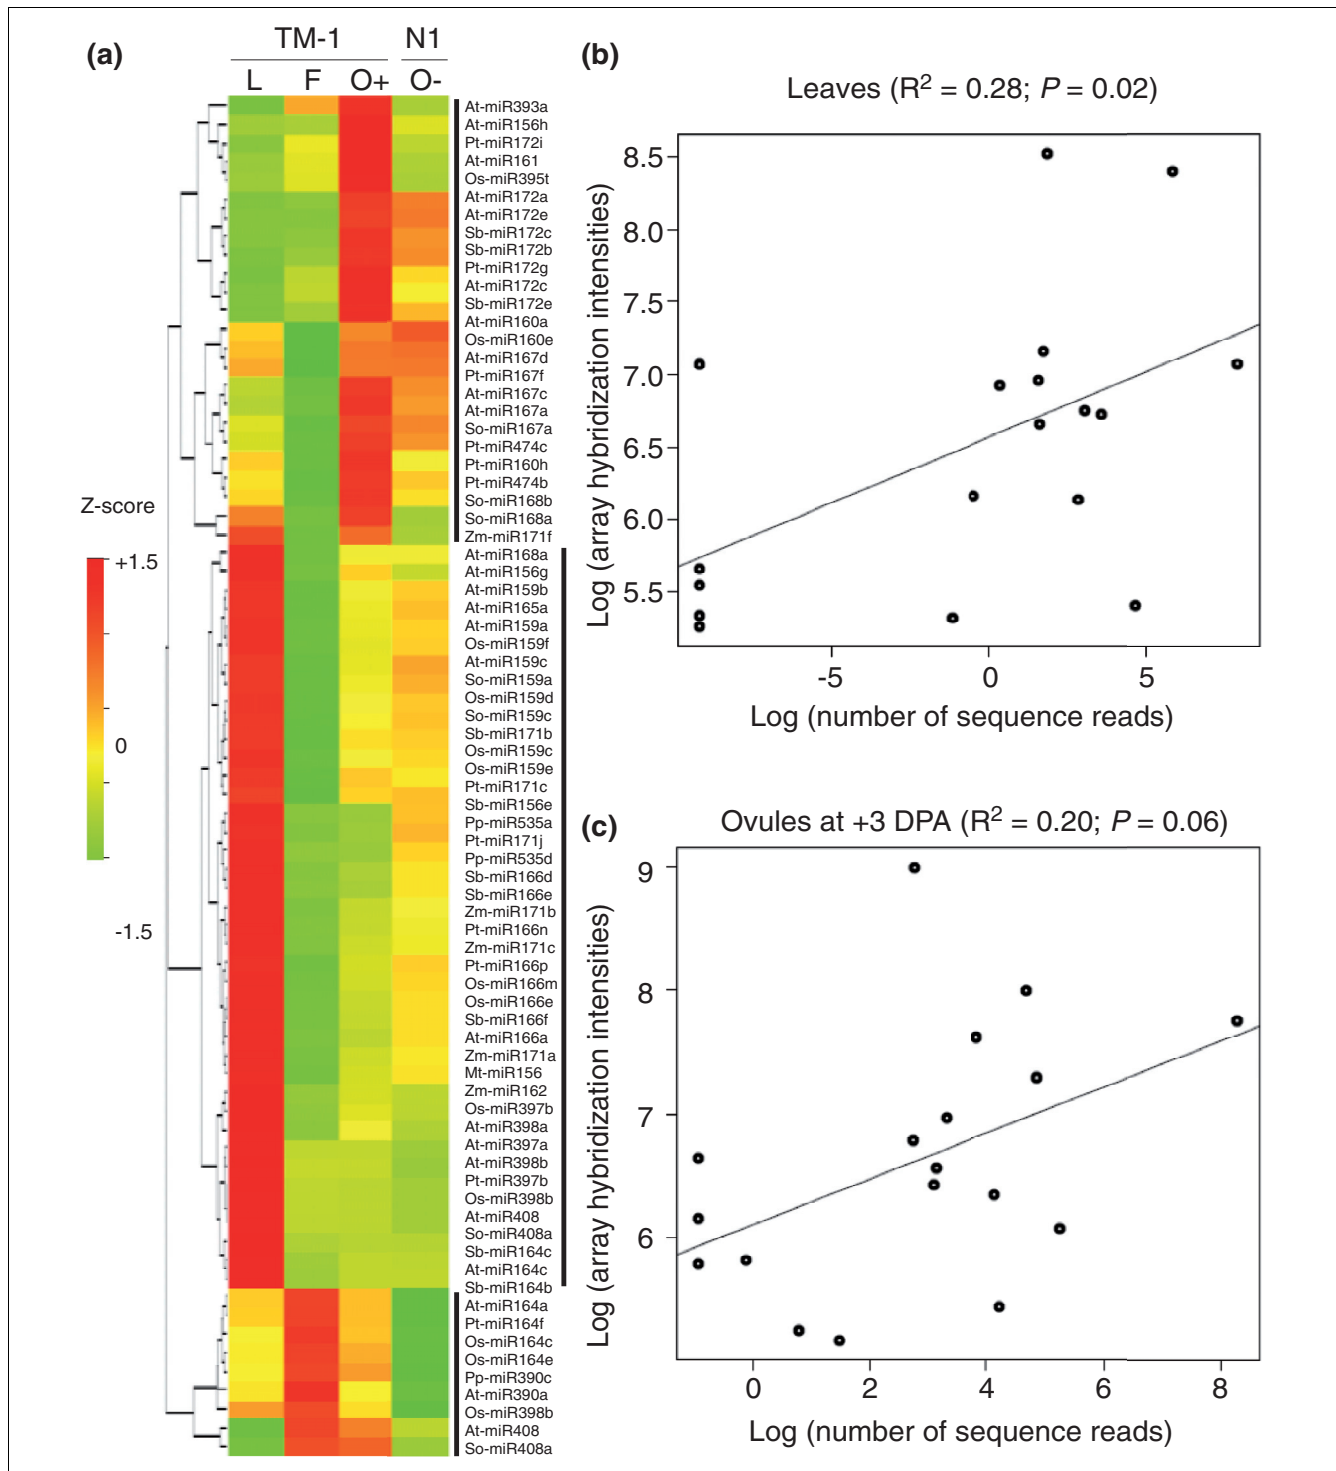 (a)
TM-1 N1
L F O+ O-
At-miR393a
At-miR156h
Pt-miR172i
At-miR161
Os-miR395t
At-miR172a
At-miR172e
Sb-miR172c
Sb-miR172b
Pt-miR172g
At-miR172c
Sb-miR172e
At-miR160a
Os-miR160e
At-miR167d
Pt-miR167f
At-miR167c
At-miR167a
So-miR167a
Pt-miR474c
Pt-miR160h
Pt-miR474b
So-miR168b
So-miR168a
Zm-miR171f
At-miR168a
At-miR156g
At-miR159b
At-miR165a
At-miR159a
Os-miR159f
At-miR159c
So-miR159a
Os-miR159d
So-miR159c
Sb-miR171b
Os-miR159c
Os-miR159e
Pt-miR171c
Sb-miR156e
Pp-miR535a
Pt-miR171j
Pp-miR535d
Sb-miR166d
Sb-miR166e
Zm-miR171b
Pt-miR166n
Zm-miR171c
Pt-miR166p
Os-miR166m
Os-miR166e
Sb-miR166f
At-miR166a
Zm-miR171a
Mt-miR156
Zm-miR162
Os-miR397b
At-miR398a
At-miR397a
At-miR398b
Pt-miR397b
Os-miR398b
At-miR408
So-miR408a
Sb-miR164c
At-miR164c
Sb-miR164b
At-miR164a
Pt-miR164f
Os-miR164c
Os-miR164e
Pp-miR390c
At-miR390a
Os-miR398b
At-miR408
So-miR408a
Z-score
+1.5
0
-1.5
(b)
Leaves (R² = 0.28; P = 0.02)
Log (array hybridization intensities)
8.5
8.0
7.5
7.0
6.5
6.0
5.5
-5 0 5
Log (number of sequence reads)
(c)
Ovules at +3 DPA (R² = 0.20; P = 0.06)
Log (array hybridization intensities)
9
8
7
6
0 2 4 6 8
Log (number of sequence reads)